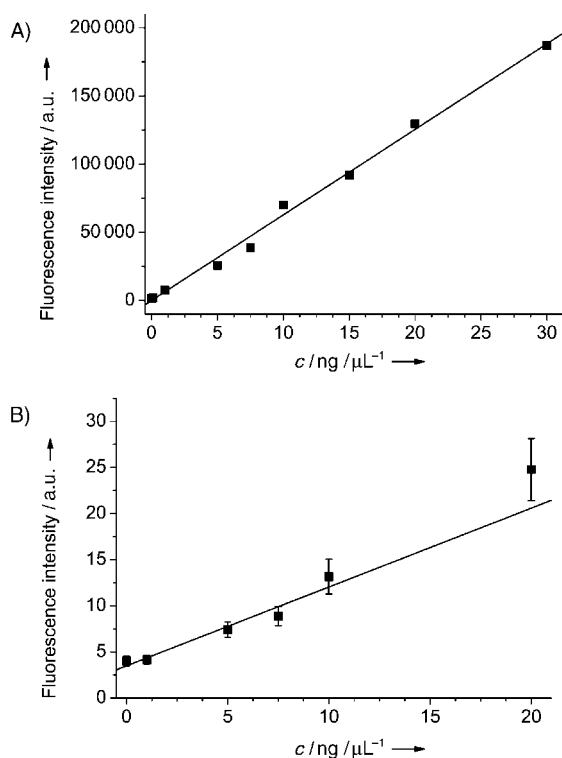 A)
Fluorescence intensity / a.u. →
200 000
150 000
100 000
50 000
0
0 5 10 15 20 25 30
c / ng / μL⁻¹ →
B)
Fluorescence intensity / a.u. →
30
25
20
15
10
5
0
0 5 10 15 20
c / ng / μL⁻¹ →